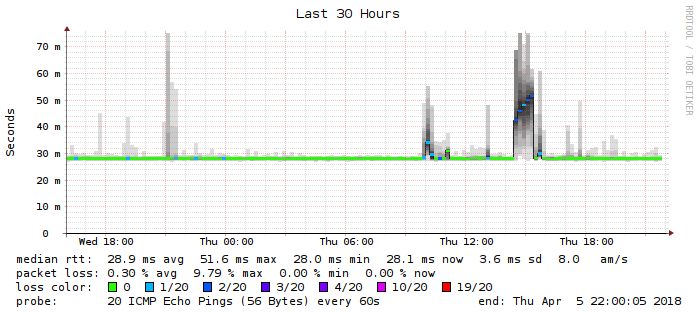 Last 30 Hours
RRDTOOL / TOBI OETIKER
Seconds
70 m
60 m
50 m
40 m
30 m
20 m
10 m
0
Wed 18:00 Thu 00:00 Thu 06:00 Thu 12:00 Thu 18:00
median rtt: 28.9 ms avg 51.6 ms max 28.0 ms min 28.1 ms now 3.6 ms sd 8.0 am/s
packet loss: 0.30 % avg 9.79 % max 0.00 % min 0.00 % now
loss color: 0 1/20 2/20 3/20 4/20 10/20 19/20
probe: 20 ICMP Echo Pings (56 Bytes) every 60s end: Thu Apr 5 22:00:05 2018